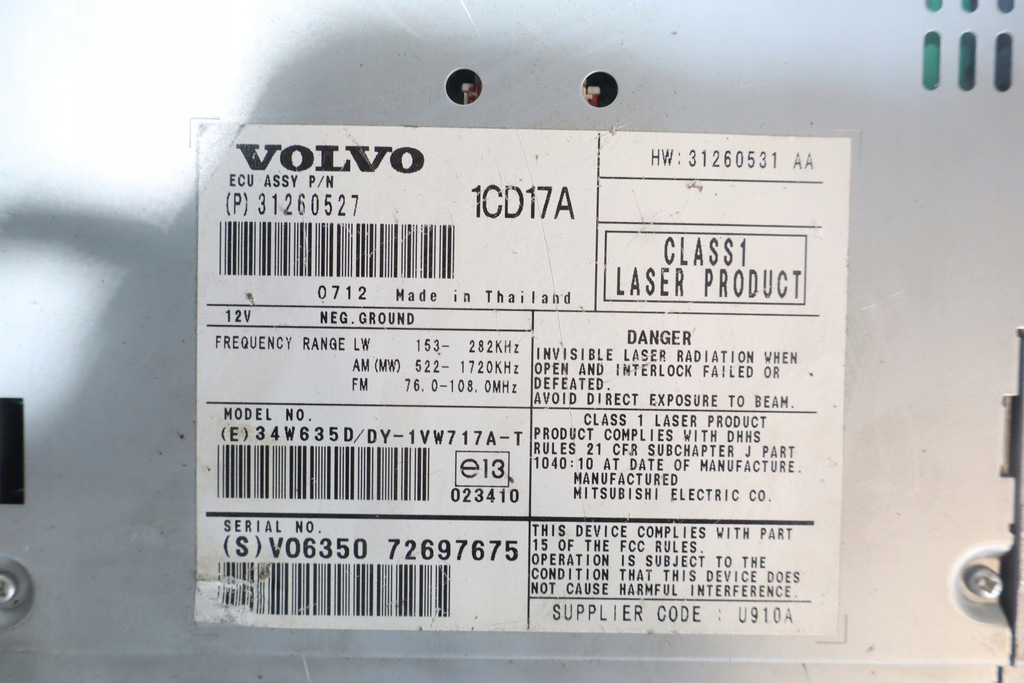 VOLVO
ECU ASSY P/N
(P) 31260527
1CD17A
0712 Made in Thailand
HW: 31260531 AA
CLASS1
LASER PRODUCT
12V NEG. GROUND
FREQUENCY RANGE LW 153- 282KHz
AM (MW) 522- 1720KHz
FM 76.0-108.0MHz
DANGER
INVISIBLE LASER RADIATION WHEN
OPEN AND INTERLOCK FAILED OR
DEFEATED.
AVOID DIRECT EXPOSURE TO BEAM.
MODEL NO.
(E) 34W635D/DY-1VW717A-T
e13
023410
CLASS 1 LASER PRODUCT
PRODUCT COMPLIES WITH DHHS
RULES 21 CFR SUBCHAPTER J PART
1040:10 AT DATE OF MANUFACTURE.
MANUFACTURED
MITSUBISHI ELECTRIC CO.
SERIAL NO.
(S) VO6350 72697675
THIS DEVICE COMPLIES WITH PART
15 OF THE FCC RULES.
OPERATION IS SUBJECT TO THE
CONDITION THAT THIS DEVICE DOES
NOT CAUSE HARMFUL INTERFERENCE.
SUPPLIER CODE : U910A